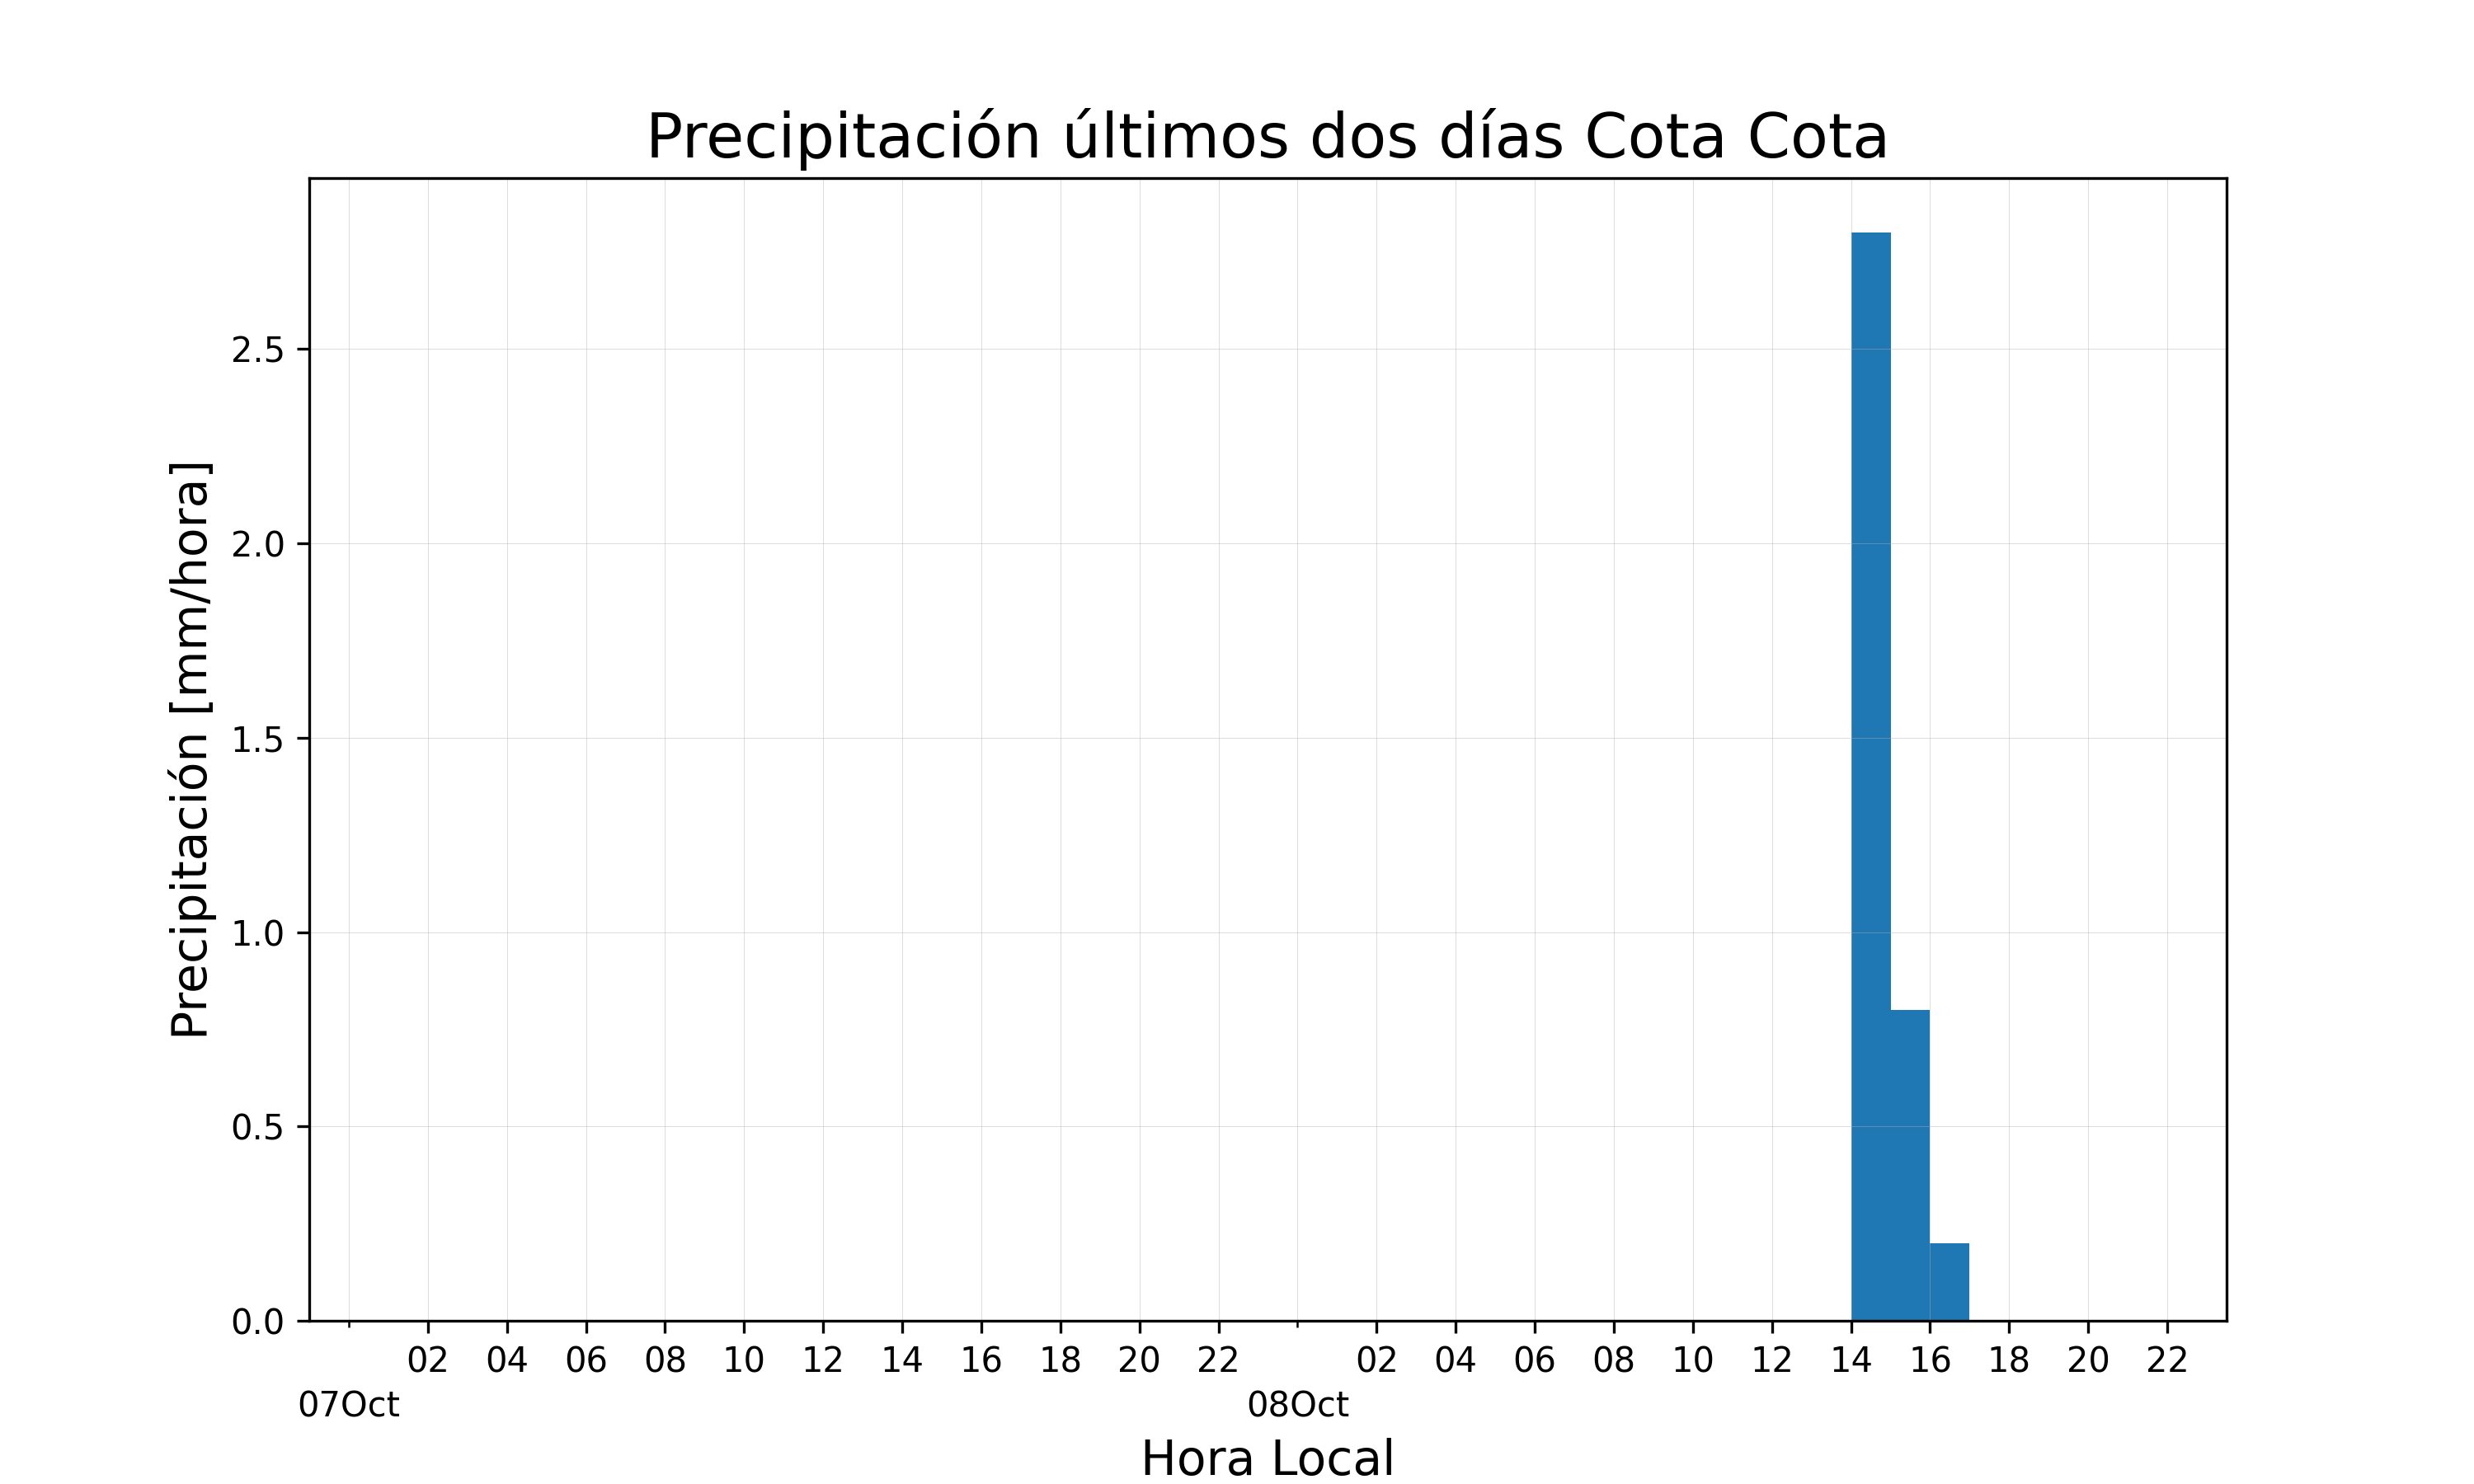 Precipitación últimos dos días Cota Cota
Precipitación [mm/hora]
2.5
2.0
1.5
1.0
0.5
0.0
02 04 06 08 10 12 14 16 18 20 22 02 04 06 08 10 12 14 16 18 20 22
07Oct 08Oct
Hora Local